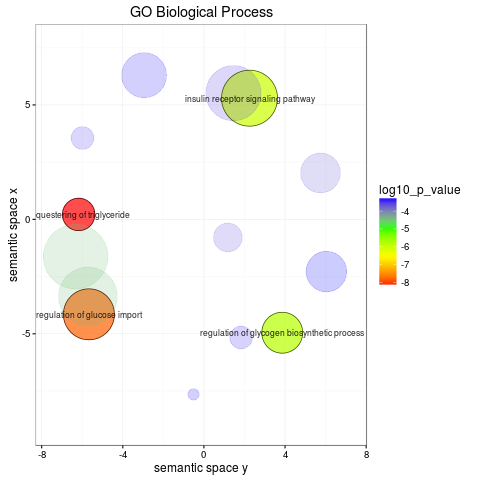 GO Biological Process
insulin receptor signaling pathway
questering of triglyceride
regulation of glucose import
regulation of glycogen biosynthetic process
5
0
-5
-8
-4
0
4
8
semantic space x
semantic space y
log10_p_value
-4
-5
-6
-7
-8